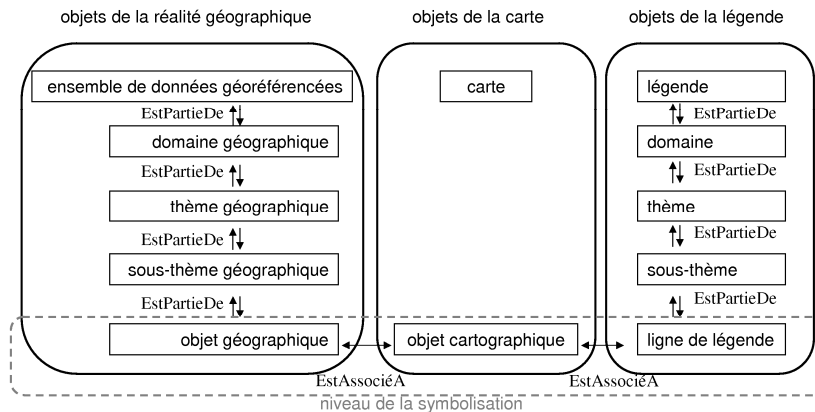 objets de la réalité géographique
objets de la carte
objets de la légende
ensemble de données géoréférencées
carte
légende
EstPartieDe
EstPartieDe
domaine géographique
domaine
EstPartieDe
EstPartieDe
thème géographique
thème
EstPartieDe
EstPartieDe
sous-thème géographique
sous-thème
EstPartieDe
EstPartieDe
objet géographique
objet cartographique
ligne de légende
EstAssociéA
EstAssociéA
niveau de la symbolisation